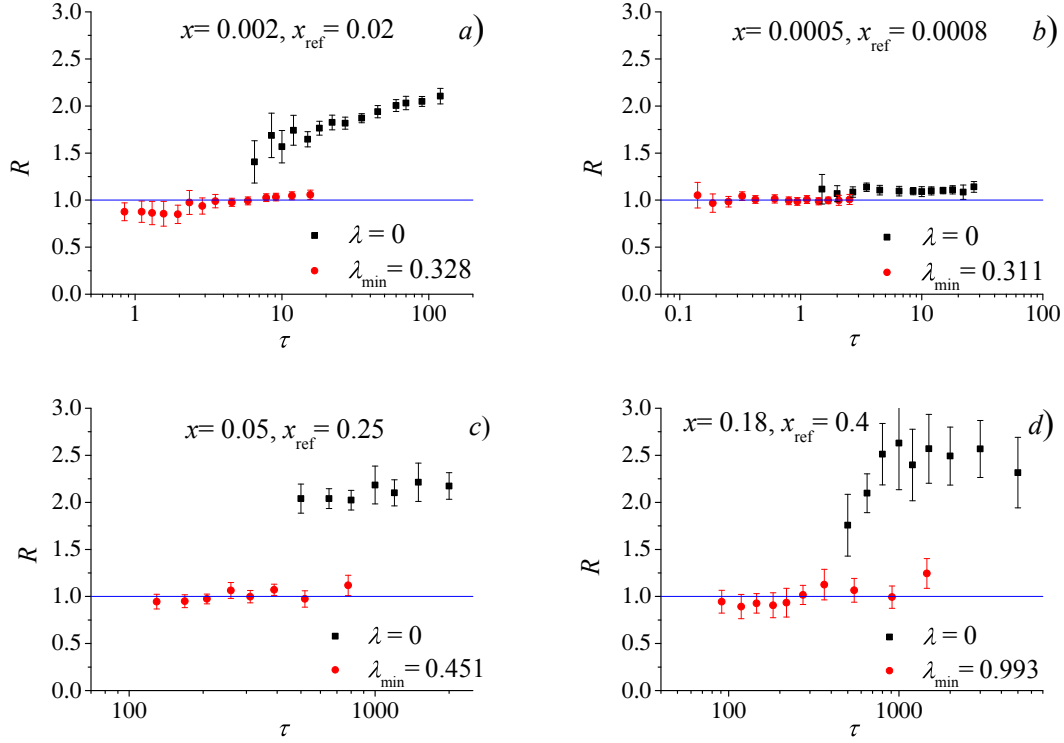 x= 0.002, x_ref= 0.02 a)
3.0
2.5
2.0
1.5
1.0
0.5
0.0
R
λ = 0
λ_min = 0.328
1 10 100
τ
x= 0.0005, x_ref= 0.0008 b)
3.0
2.5
2.0
1.5
1.0
0.5
0.0
R
λ = 0
λ_min = 0.311
0.1 1 10 100
τ
x= 0.05, x_ref= 0.25 c)
3.0
2.5
2.0
1.5
1.0
0.5
0.0
R
λ = 0
λ_min = 0.451
100 1000
τ
x= 0.18, x_ref= 0.4 d)
3.0
2.5
2.0
1.5
1.0
0.5
0.0
R
λ = 0
λ_min = 0.993
100 1000
τ